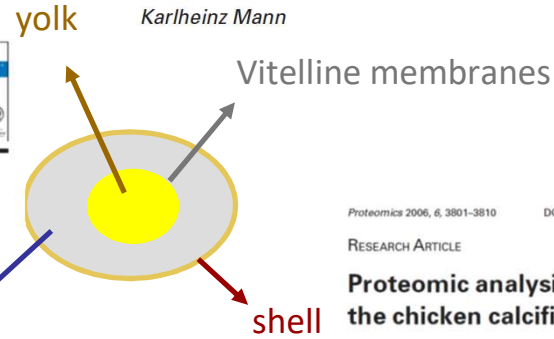 yolk
Karlheinz Mann
Vitelline membranes
Proteomics 2006, 6, 3801–3810
RESEARCH ARTICLE
Proteomic analysi
the chicken calcifi
shell